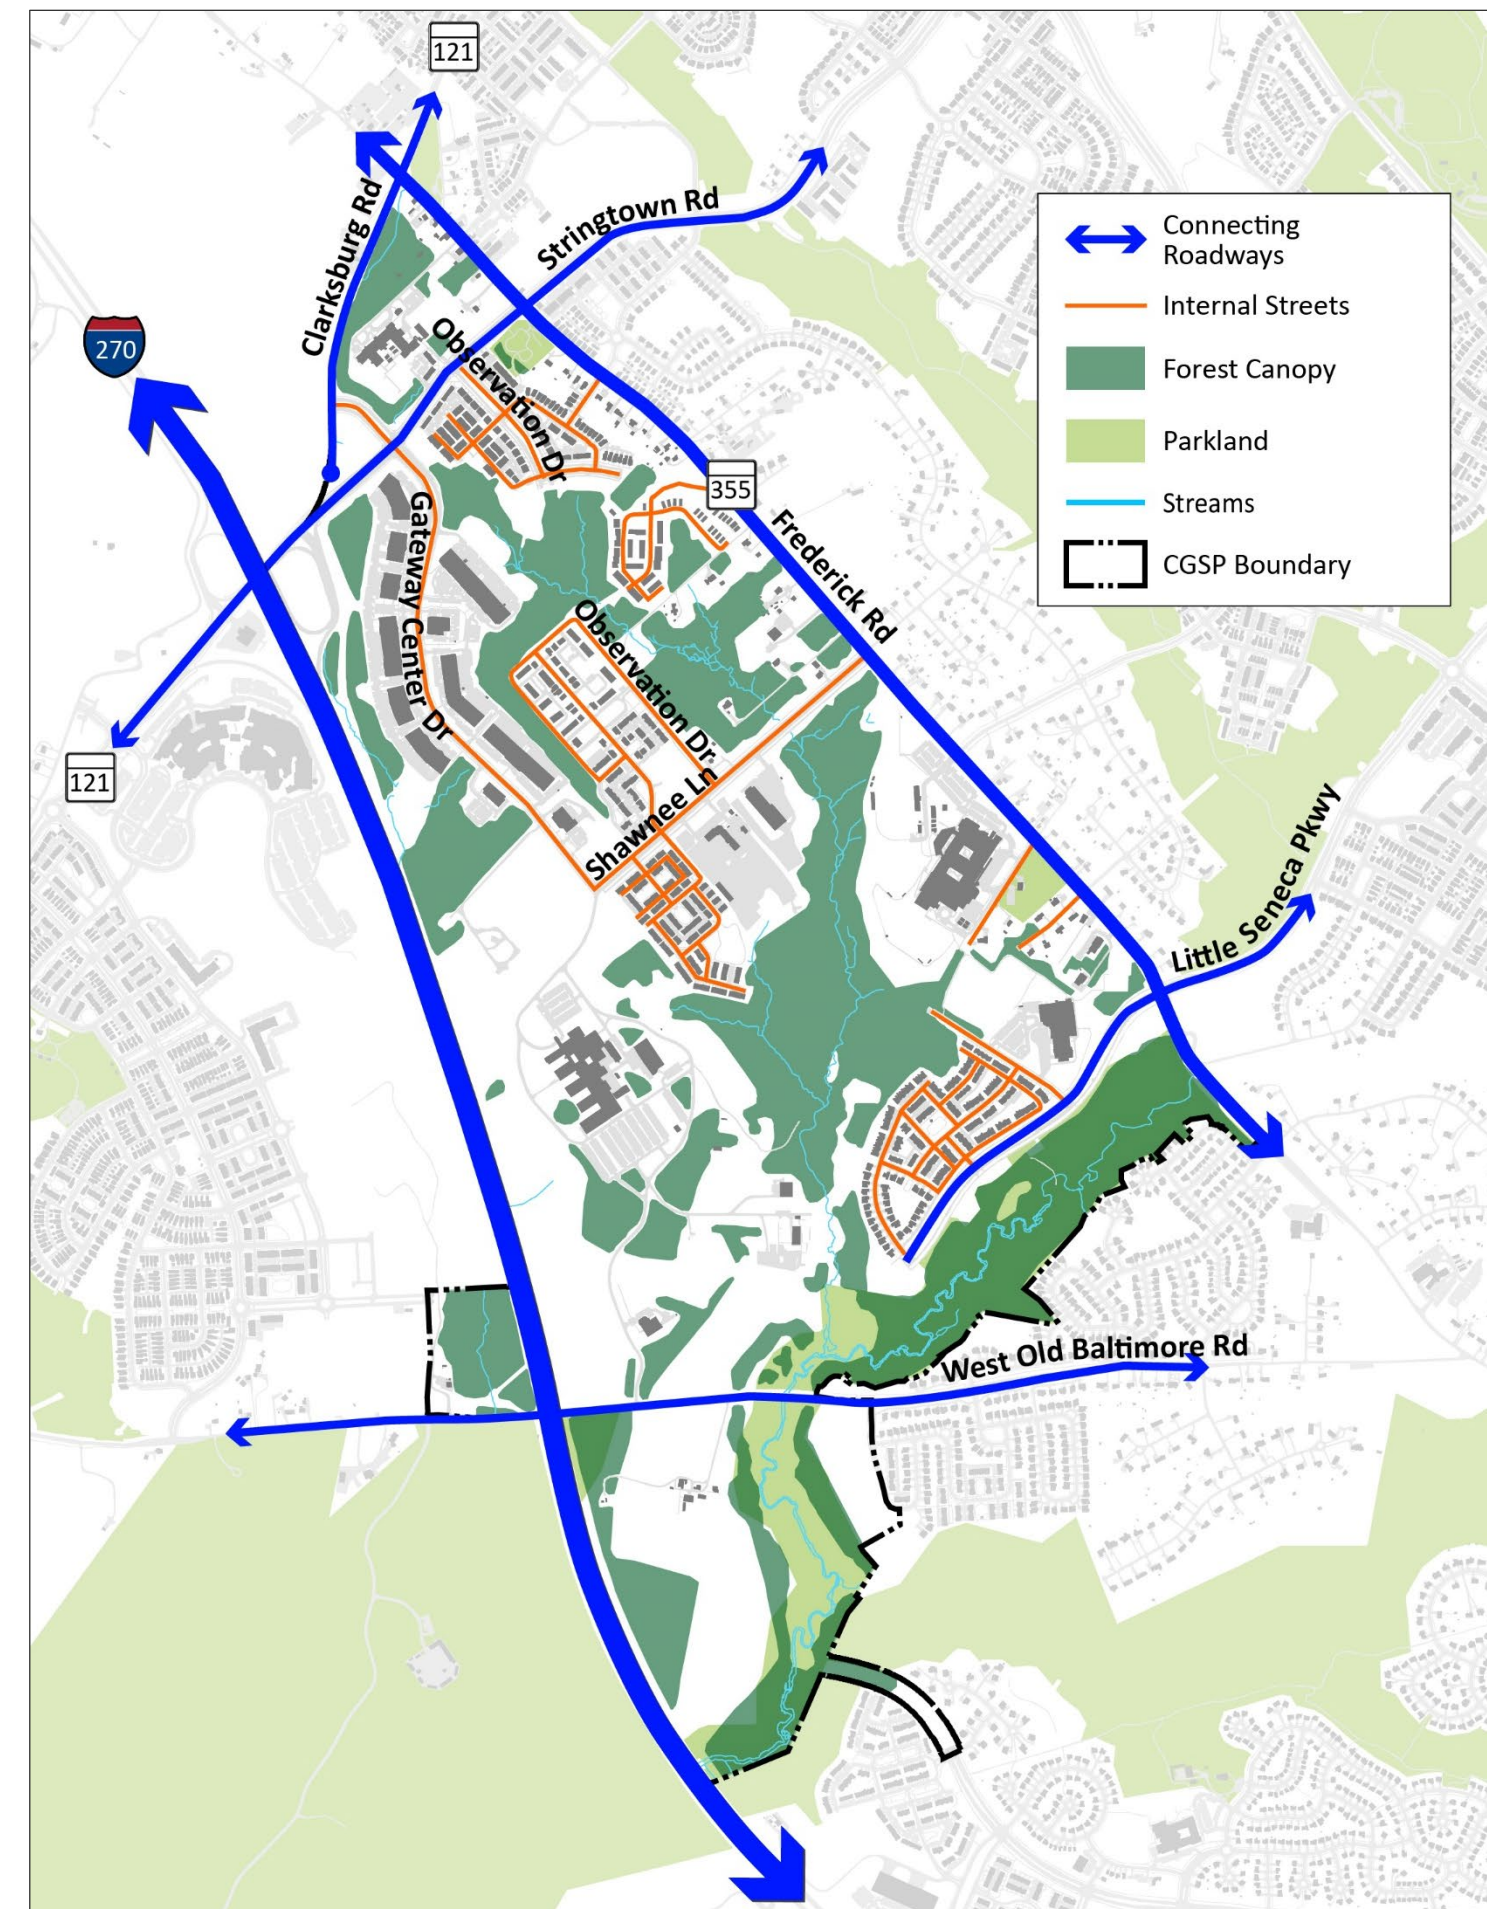 121
Clarksburg Rd
Stringtown Rd
Connecting
Roadways
Internal Streets
Forest Canopy
Parkland
Streams
CGSP Boundary
270
Observation Dr
355
Gateway Center Dr
Frederick Rd
Observation Dr
121
Shawnee Ln
Little Seneca Pkwy
West Old Baltimore Rd